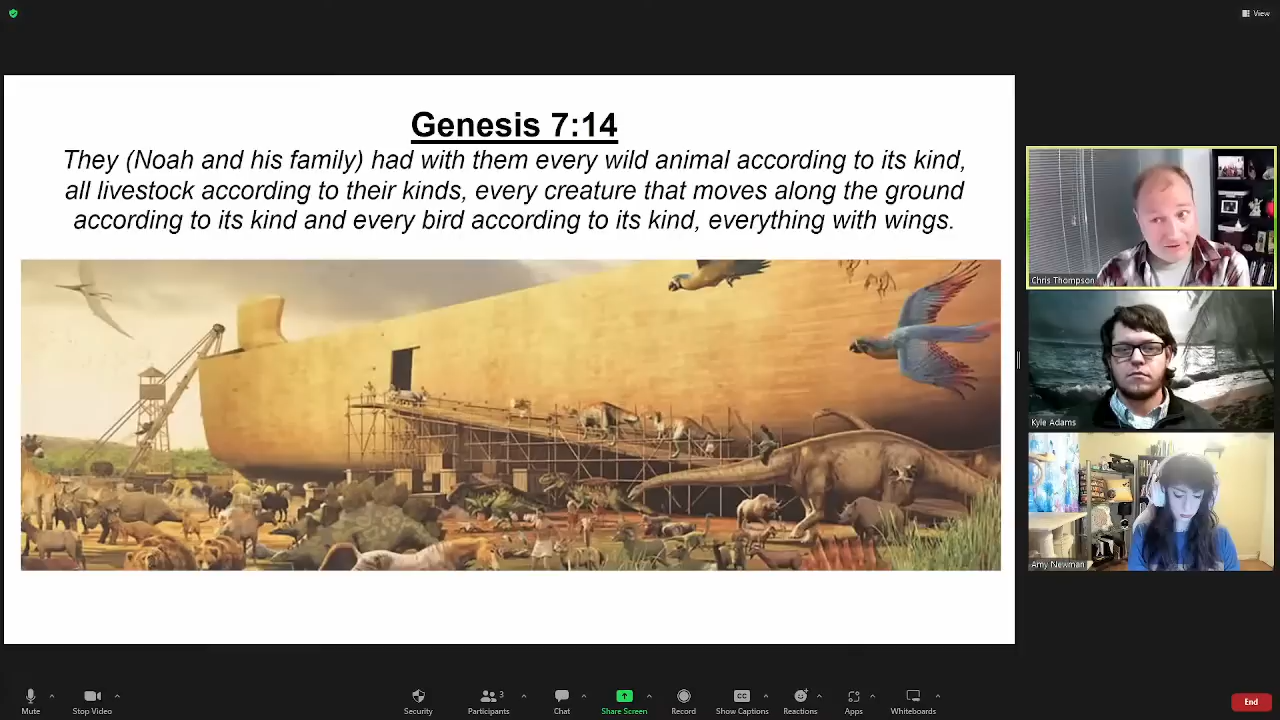 View
Genesis 7:14
They (Noah and his family) had with them every wild animal according to its kind,
all livestock according to their kinds, every creature that moves along the ground
according to its kind and every bird according to its kind, everything with wings.
Chris Thompson
Kyle Adams
Amy Newman
3
Mute
Stop Video
Security
Participants
Chat
Share Screen
Record
CC
Show Captions
Reactions
Apps
Whiteboards
End